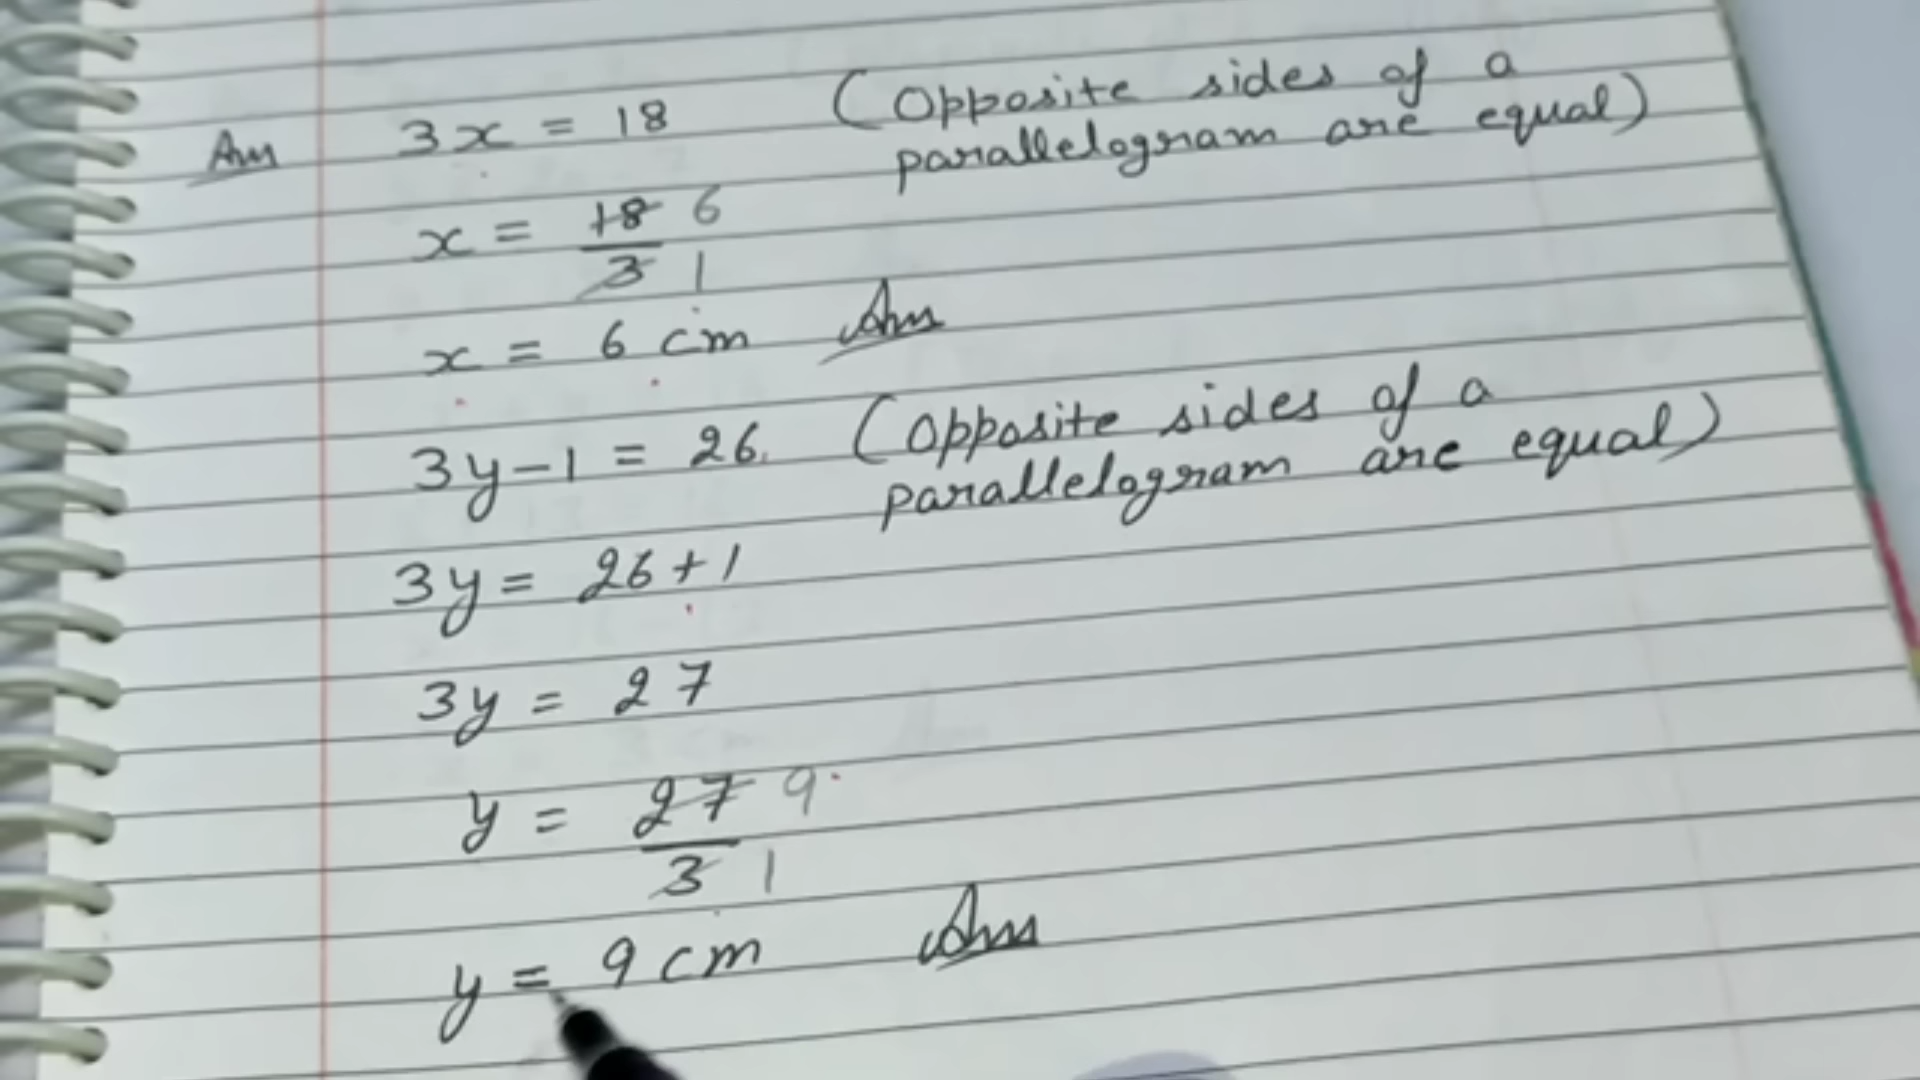 Ans 3x = 18 (Opposite sides of a
parallelogram are equal)
x = 18 6
3 1
x = 6 cm Ans
3y-1 = 26. (Opposite sides of a
parallelogram are equal)
3y = 26+1
3y = 27
y = 27 9
3 1
y = 9 cm Ans